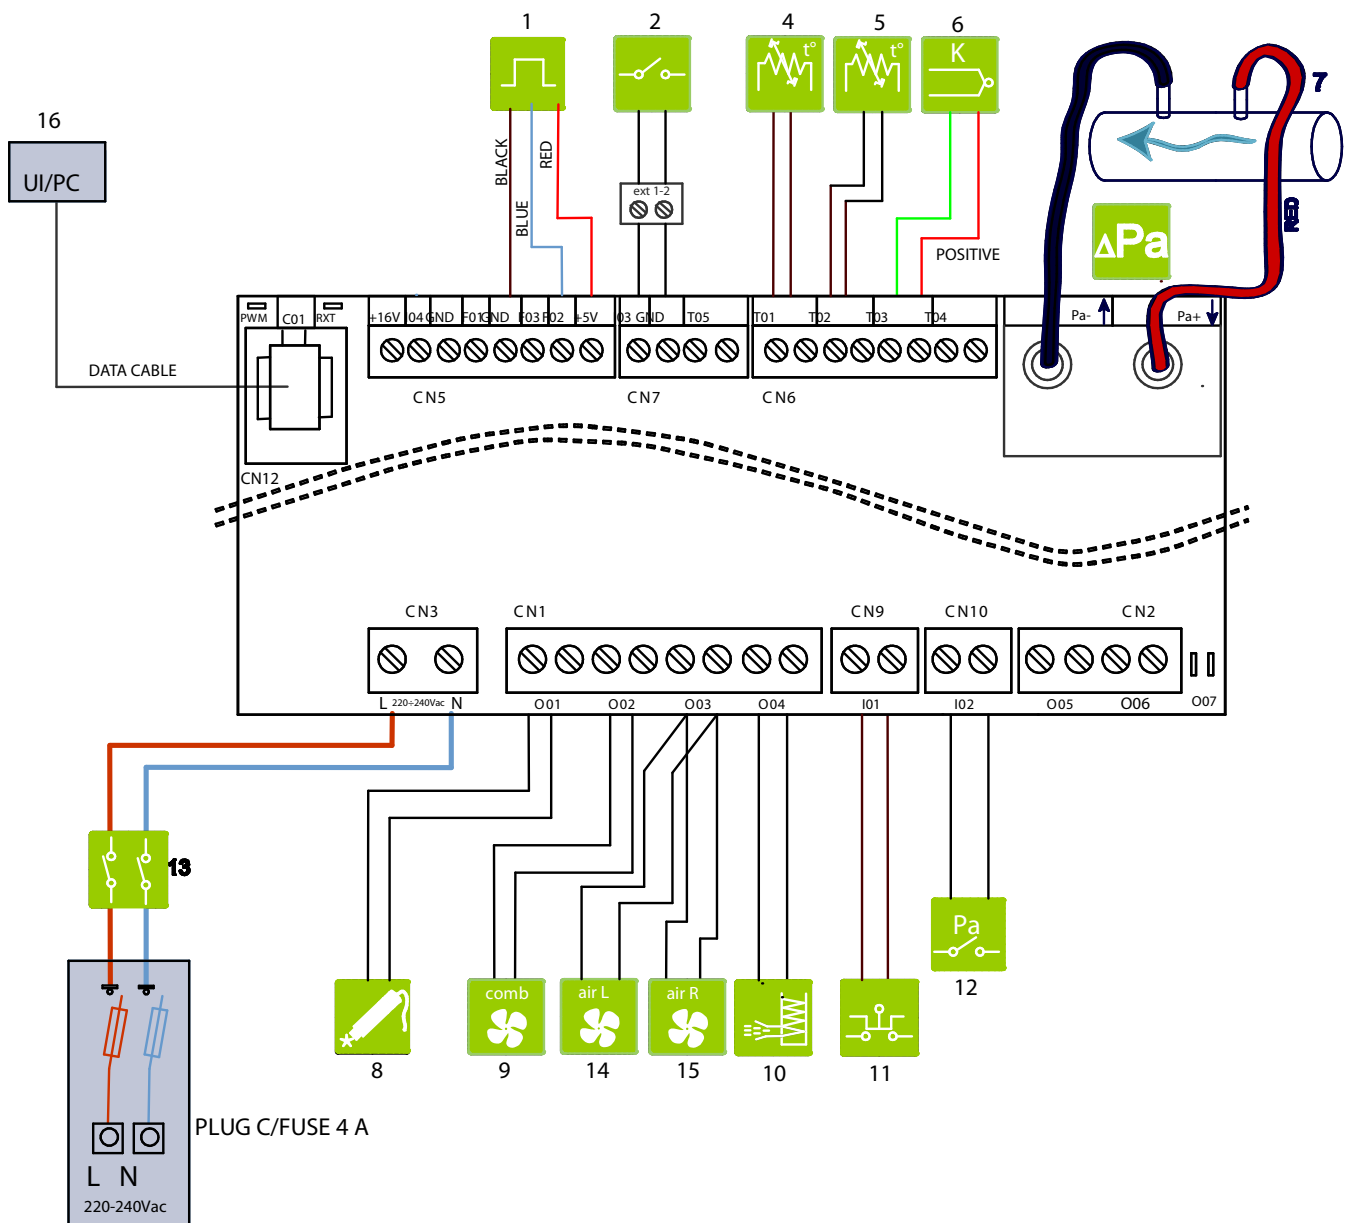 1 2 4 5 6
t° t° K
7
16
UI/PC
BLACK
BLUE
RED
ext 1-2
POSITIVE
RED
ΔPa
PWM C01 RXT
+16V 04 GND F01 GND F03 F02 +5V
03 GND T05
T01 T02 T03 T04
Pa- Pa+
DATA CABLE
CN5 CN7 CN6
CN12
CN3 CN1 CN9 CN10 CN2
L 220÷240Vac N
O01 O02 O03 O04 I01 I02 O05 O06 O07
13
Pa
12
comb air L air R
8 9 14 15 10 11
PLUG C/FUSE 4 A
L N
220-240Vac